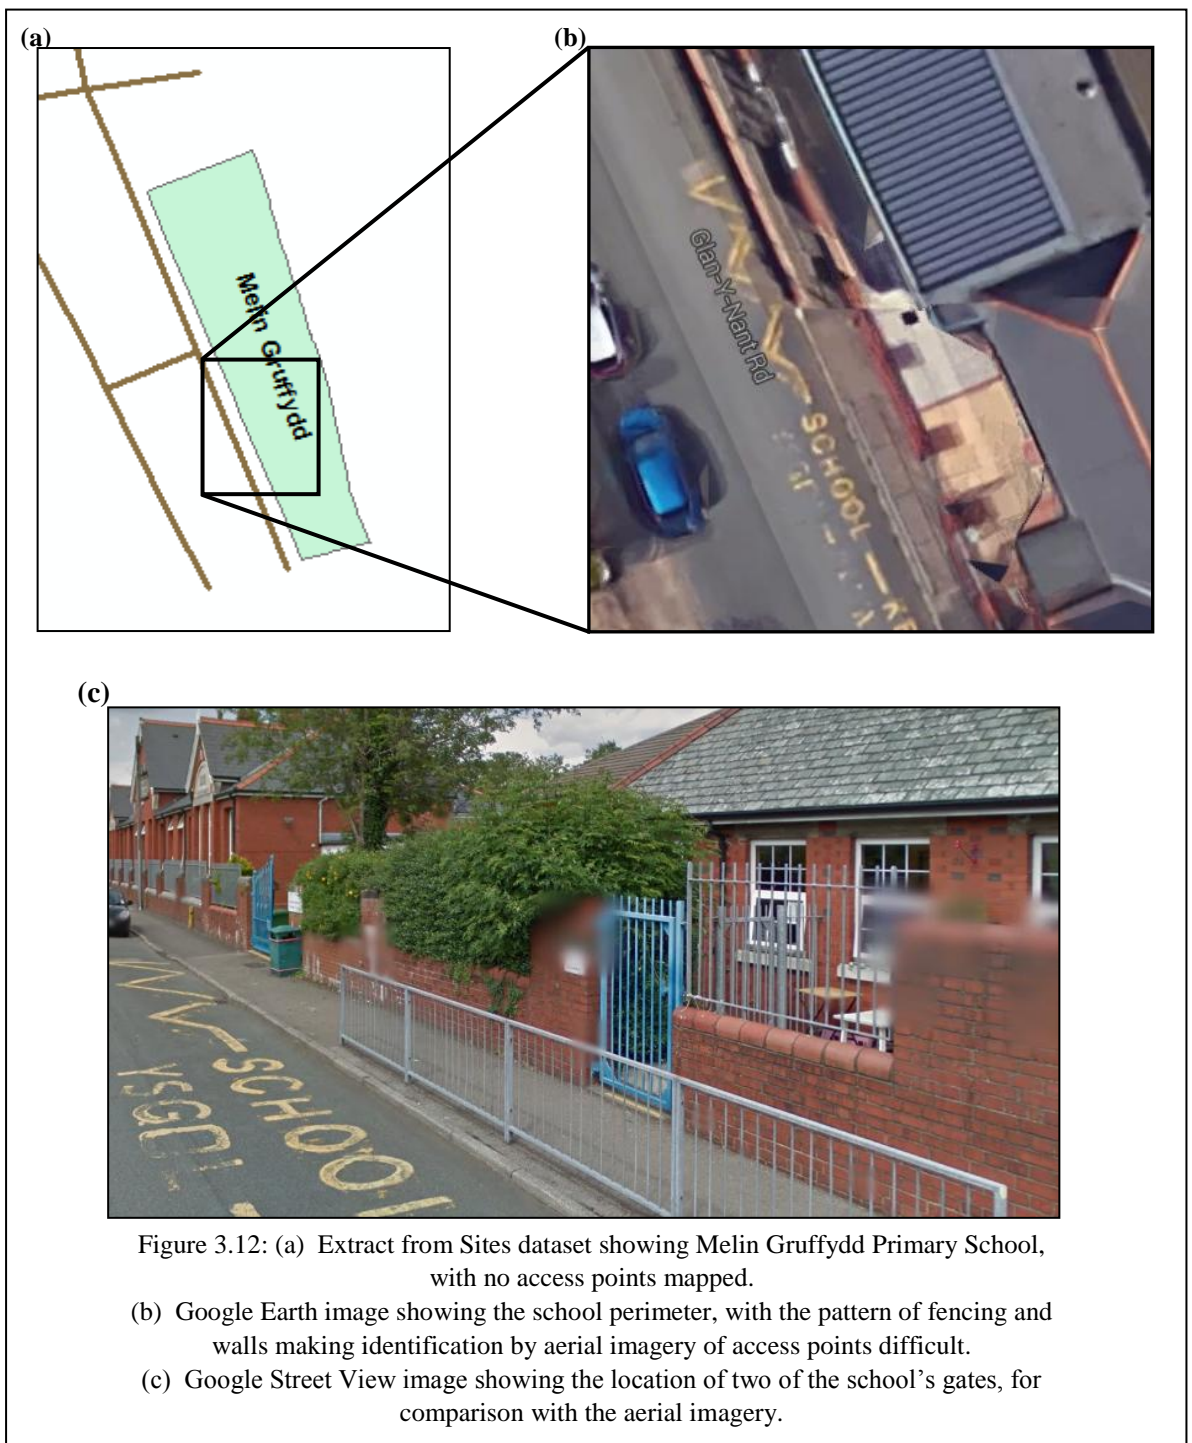 (a)
(b)
Melin Gruffydd
Glan-Y-Nant Rd
SCHOOL
(c)
SCHOOL
Figure 3.12: (a) Extract from Sites dataset showing Melin Gruffydd Primary School,
with no access points mapped.
(b) Google Earth image showing the school perimeter, with the pattern of fencing and
walls making identification by aerial imagery of access points difficult.
(c) Google Street View image showing the location of two of the school’s gates, for
comparison with the aerial imagery.